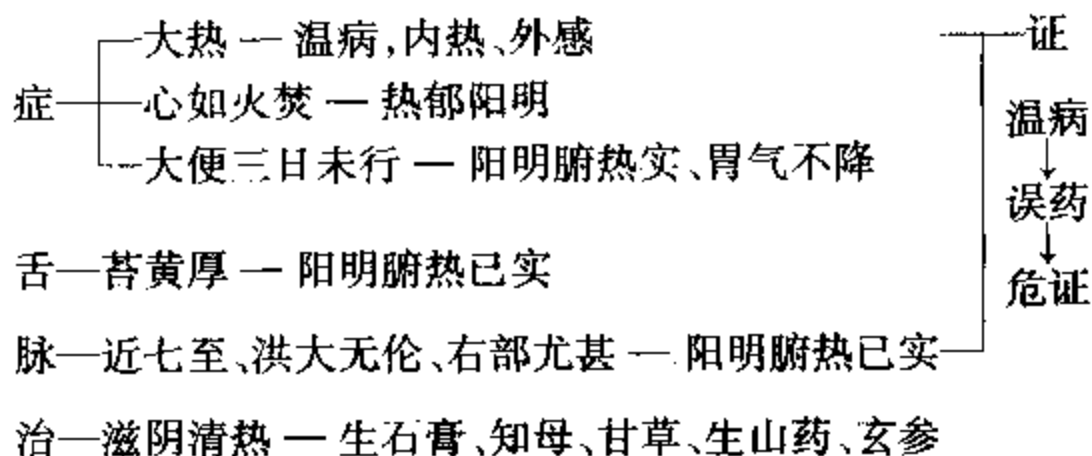 大热 — 温病,内热、外感
证
症
心如火焚 — 热郁阳明
温病
大便三日未行 — 阳明腑热实、胃气不降
误药
舌—苔黄厚 — 阳明腑热已实
危证
脉—近七至、洪大无伦、右部尤甚 — 阳明腑热已实
治—滋阴清热 — 生石膏、知母、甘草、生山药、玄参